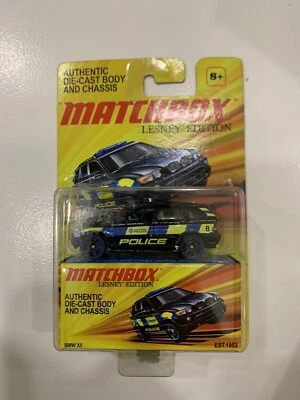 AUTHENTIC
DIE-CAST BODY
AND CHASSIS
8+
MATCHBOX
LESNEY EDITION
POLICE
8
MATCHBOX
LESNEY EDITION
AUTHENTIC
DIE-CAST BODY
AND CHASSIS
BMW X5
EST. 1953